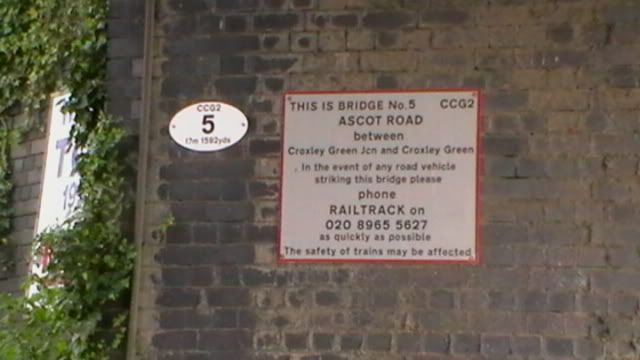 CCG2
5
17m 1592yds
THIS IS BRIDGE No.5 CCG2
ASCOT ROAD
between
Croxley Green Jcn and Croxley Green
In the event of any road vehicle
striking this bridge please
phone
RAILTRACK on
020 8965 5627
as quickly as possible
The safety of trains may be affected